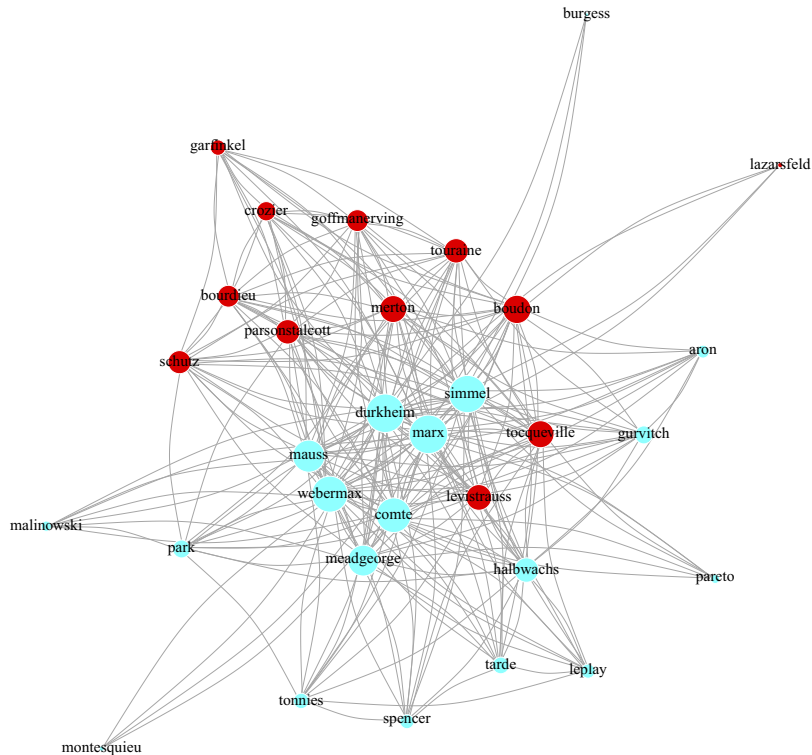 burgess
garfinkel
lazarsfeld
crozier
goffmanerving
touraine
bourdieu
merton
boudon
parsonstalcott
aron
schutz
simmel
durkheim
marx
tocqueville
gurvitch
mauss
webermax
levistrauss
comte
malinowski
park
meadgeorge
halbwachs
pareto
tarde
leplay
tonnies
spencer
montesquieu